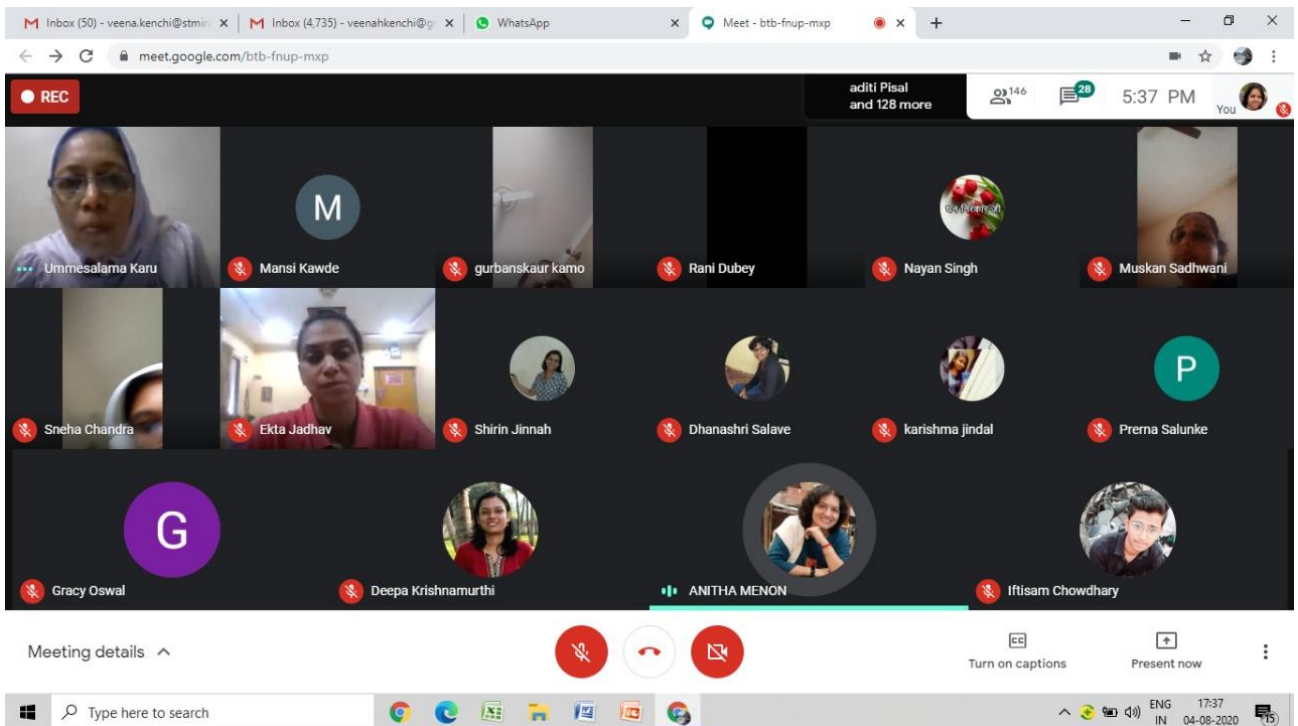 Inbox (50) - veena.kenchi@stmir
Inbox (4,735) - veenahkenchi@g
WhatsApp
Meet - btb-fnup-mxp
meet.google.com/btb-fnup-mxp
REC
aditi Pisal
and 128 more
146
28
5:37 PM
You
M
Ummesalama Karu
Mansi Kawde
gurbanskaur kamo
Rani Dubey
Nayan Singh
Muskan Sadhwani
P
Sneha Chandra
Ekta Jadhav
Shirin Jinnah
Dhanashri Salave
karishma jindal
Prerna Salunke
G
Gracy Oswal
Deepa Krishnamurthi
ANITHA MENON
Iftisam Chowdhary
Meeting details
CC
Turn on captions
Present now
Type here to search
ENG
IN
17:37
04-08-2020
15